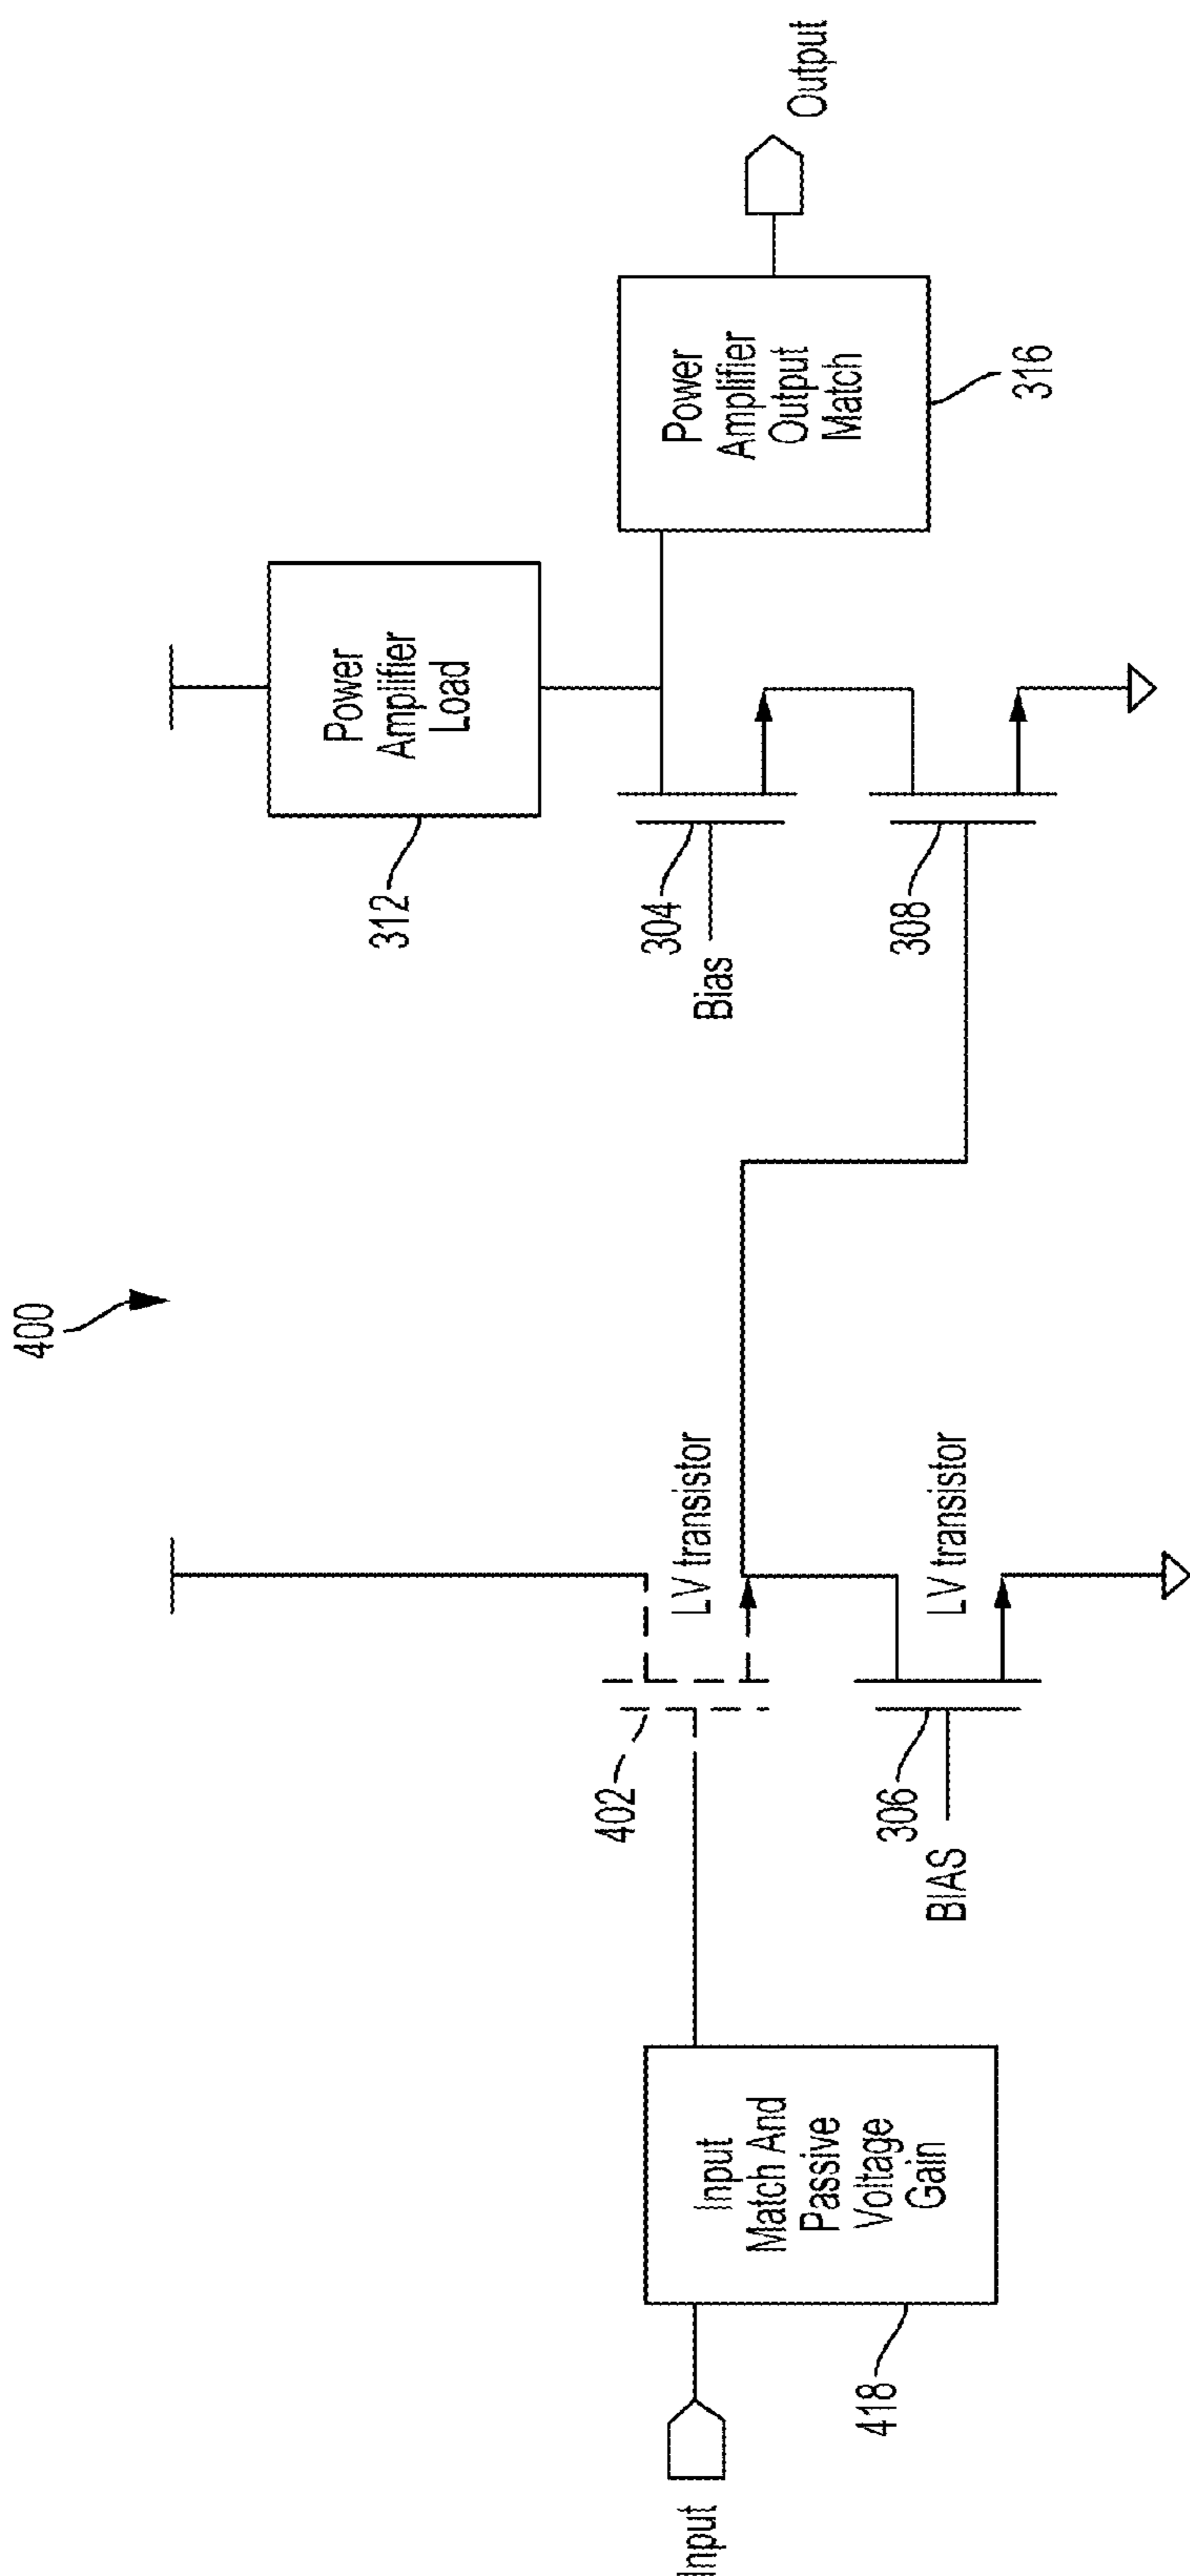 400
Input
418
Input
Match And
Passive
Voltage
Gain
402
LV transistor
306
BIAS
LV transistor
312
Power
Amplifier
Load
304
Bias
308
Power
Amplifier
Output
Match
316
Output